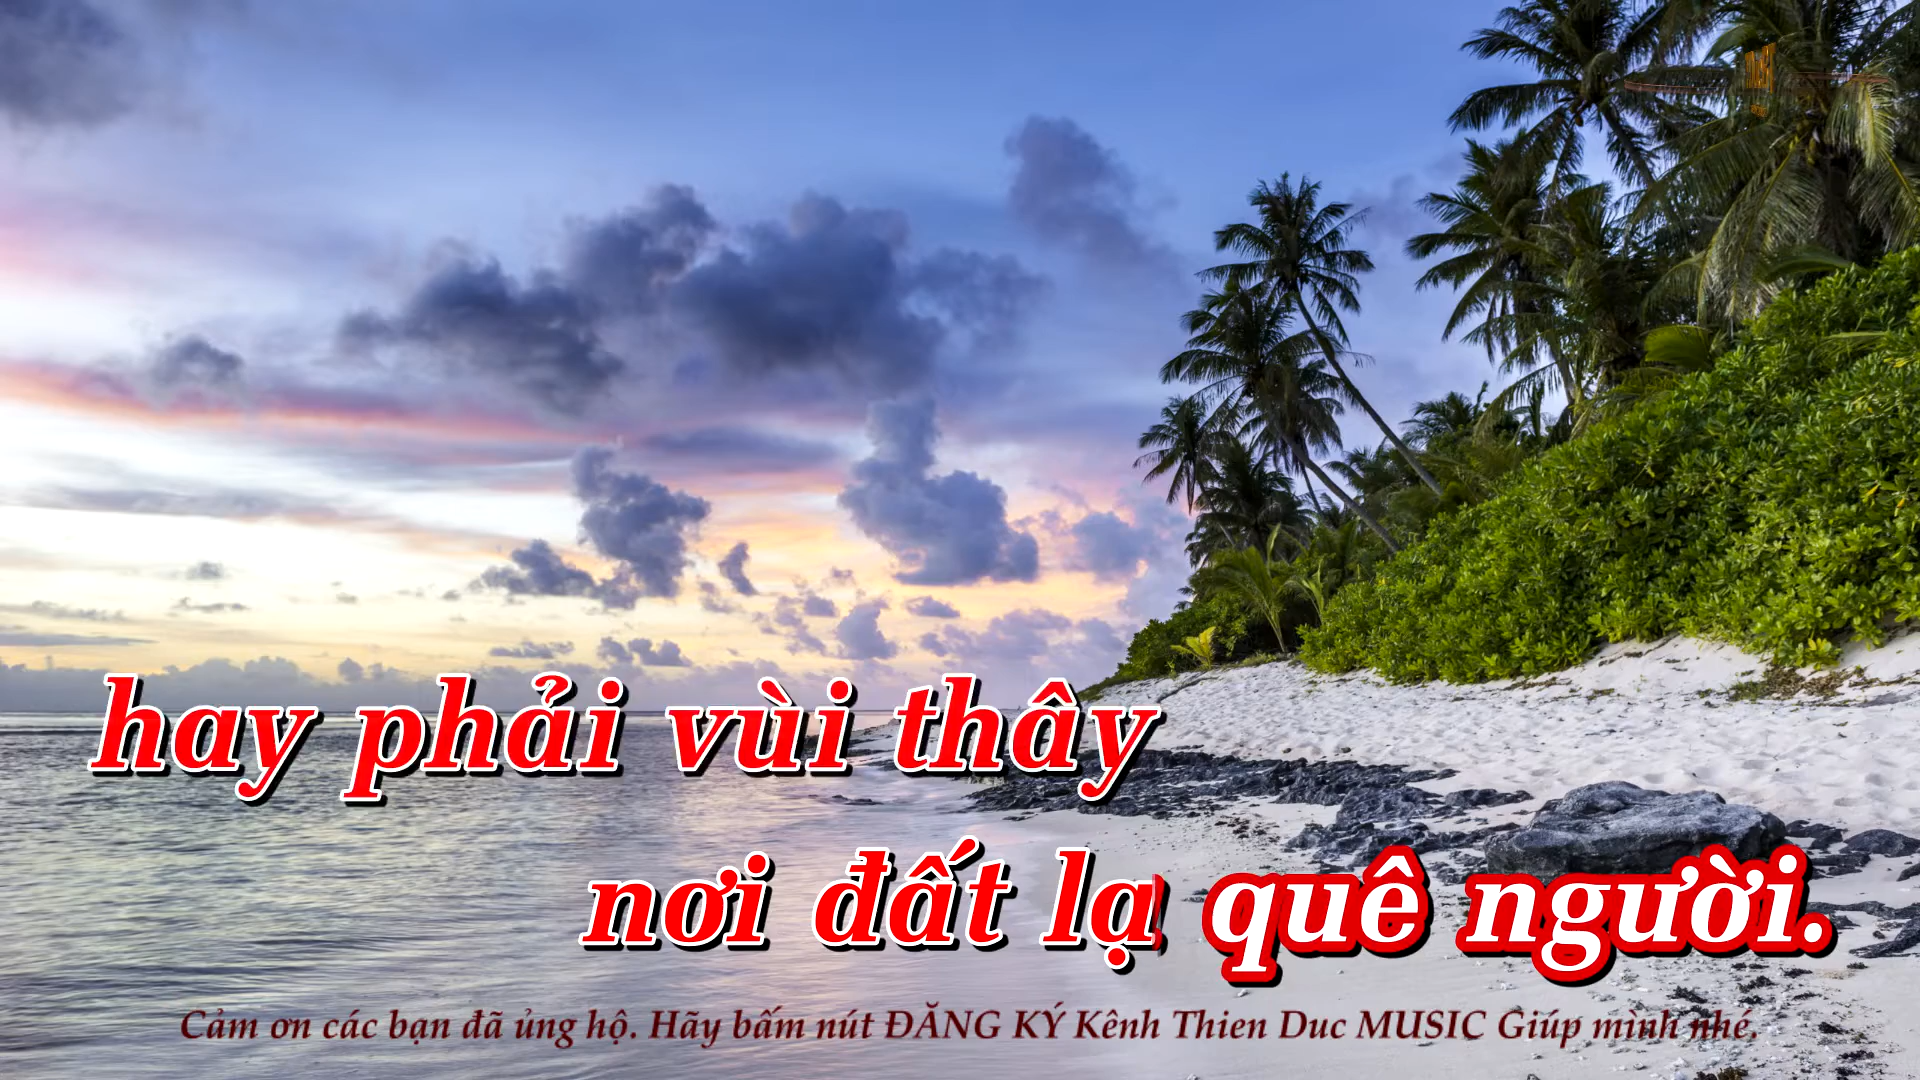 hay phải vùi thây
nơi đất lạ quê người.
Cảm ơn các bạn đã ủng hộ. Hãy bấm nút ĐĂNG KÝ Kênh Thien Duc MUSIC Giúp mình nhé.